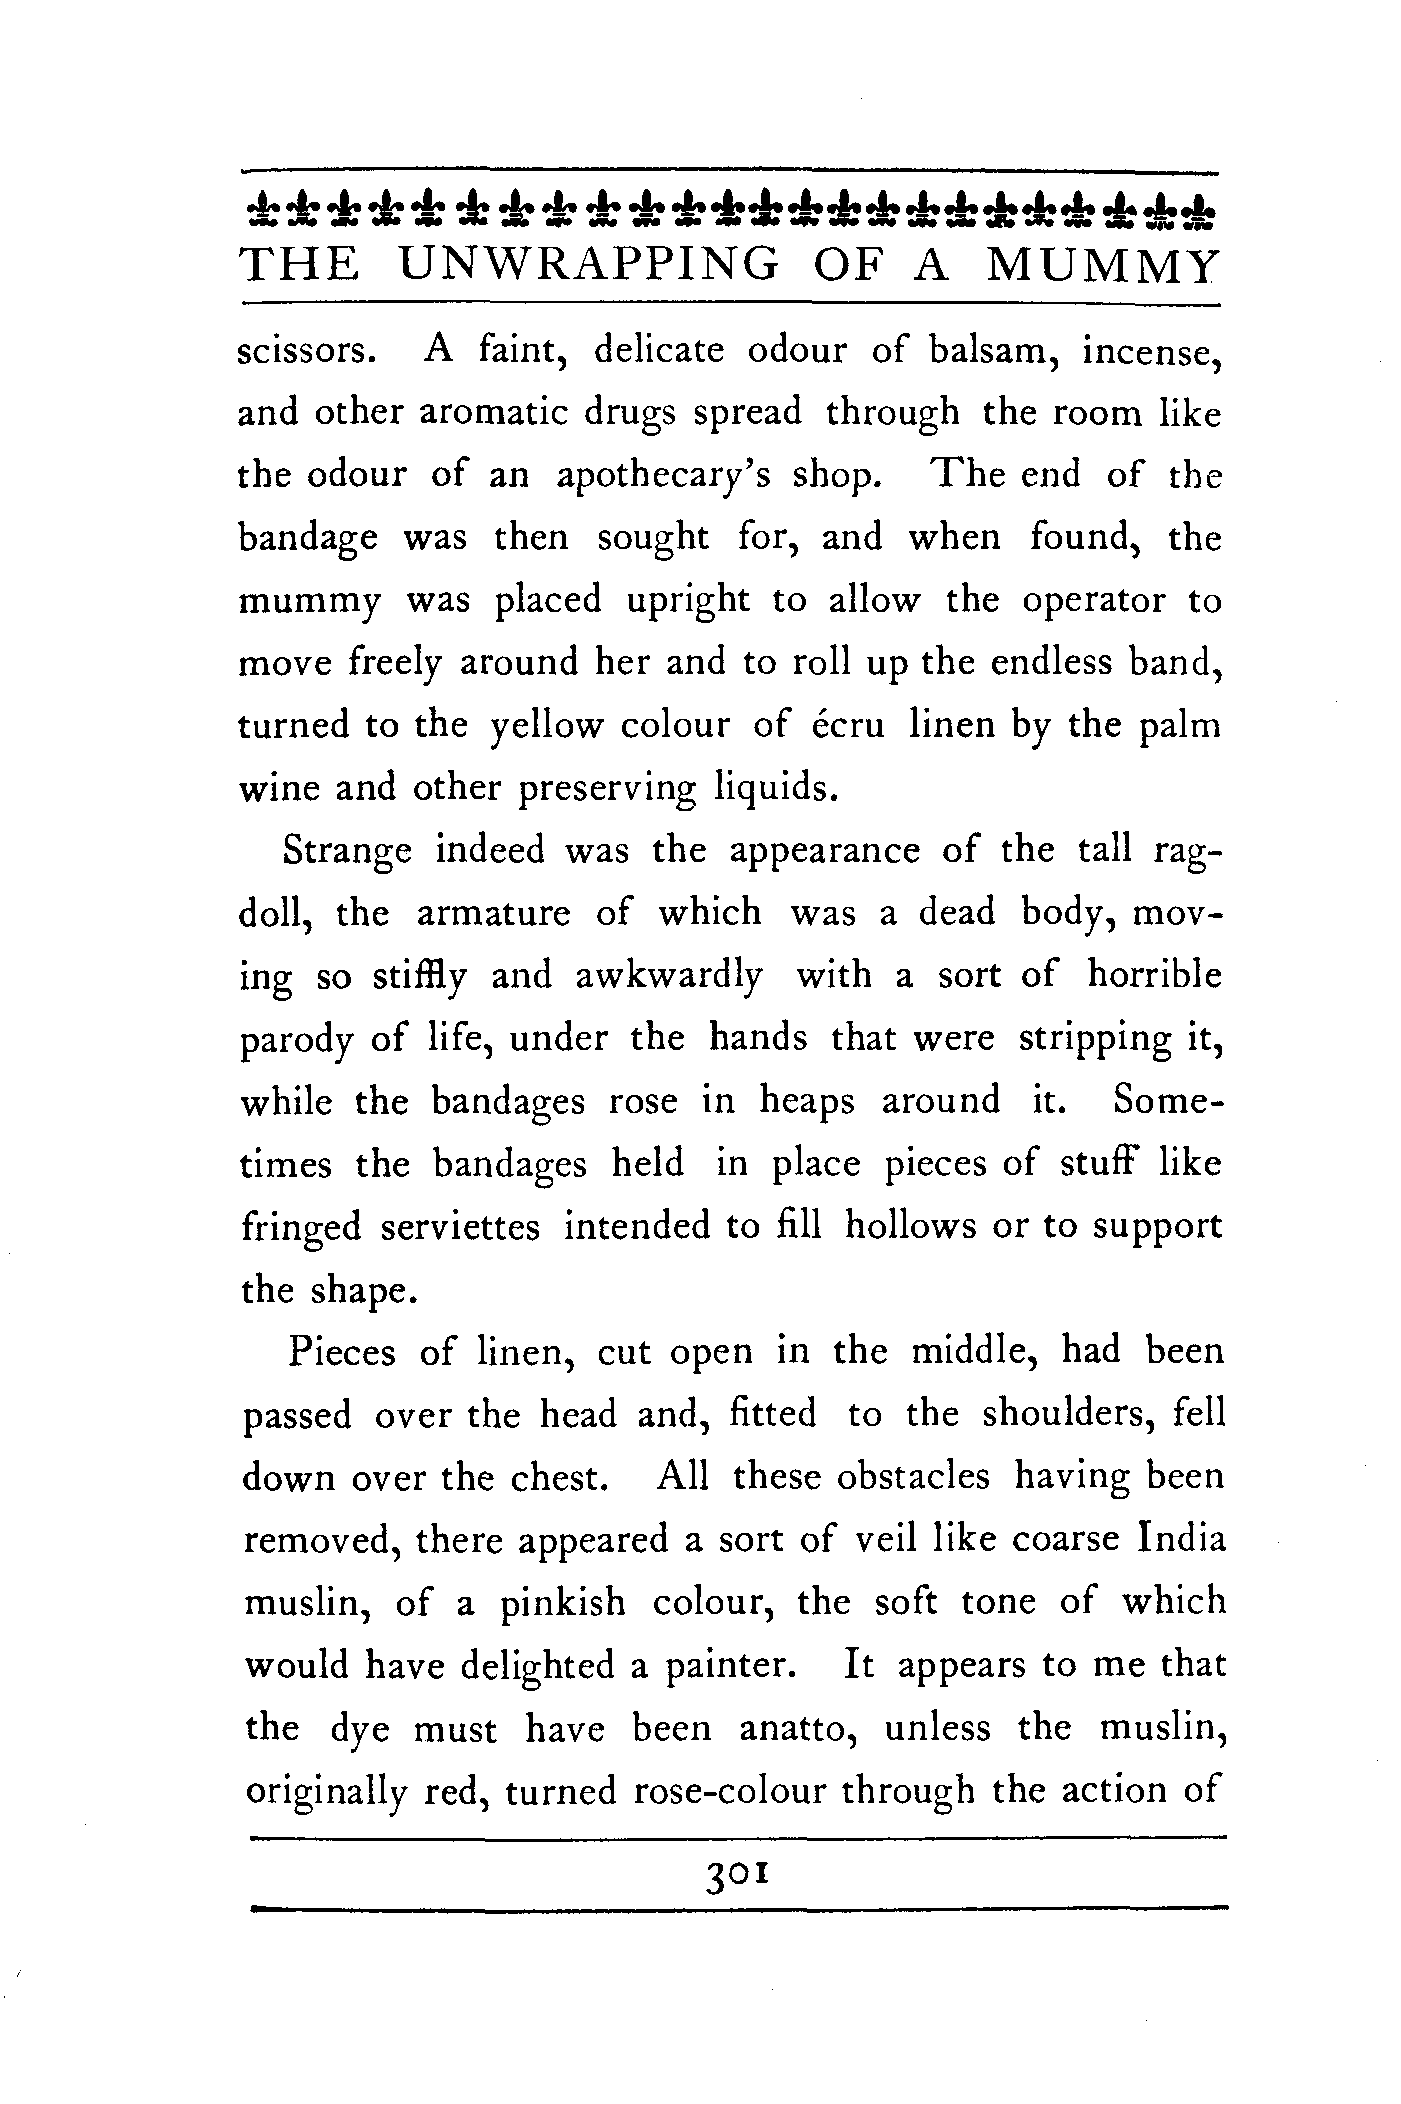 THE UNWRAPPING OF A MUMMY
scissors. A faint, delicate odour of balsam, incense,
and other aromatic drugs spread through the room like
the odour of an apothecary's shop. The end of the
bandage was then sought for, and when found, the
mummy was placed upright to allow the operator to
move freely around her and to roll up the endless band,
turned to the yellow colour of écru linen by the palm
wine and other preserving liquids.
Strange indeed was the appearance of the tall rag-
doll, the armature of which was a dead body, mov-
ing so stiffly and awkwardly with a sort of horrible
parody of life, under the hands that were stripping it,
while the bandages rose in heaps around it. Some-
times the bandages held in place pieces of stuff like
fringed serviettes intended to fill hollows or to support
the shape.
Pieces of linen, cut open in the middle, had been
passed over the head and, fitted to the shoulders, fell
down over the chest. All these obstacles having been
removed, there appeared a sort of veil like coarse India
muslin, of a pinkish colour, the soft tone of which
would have delighted a painter. It appears to me that
the dye must have been anatto, unless the muslin,
originally red, turned rose-colour through the action of
301